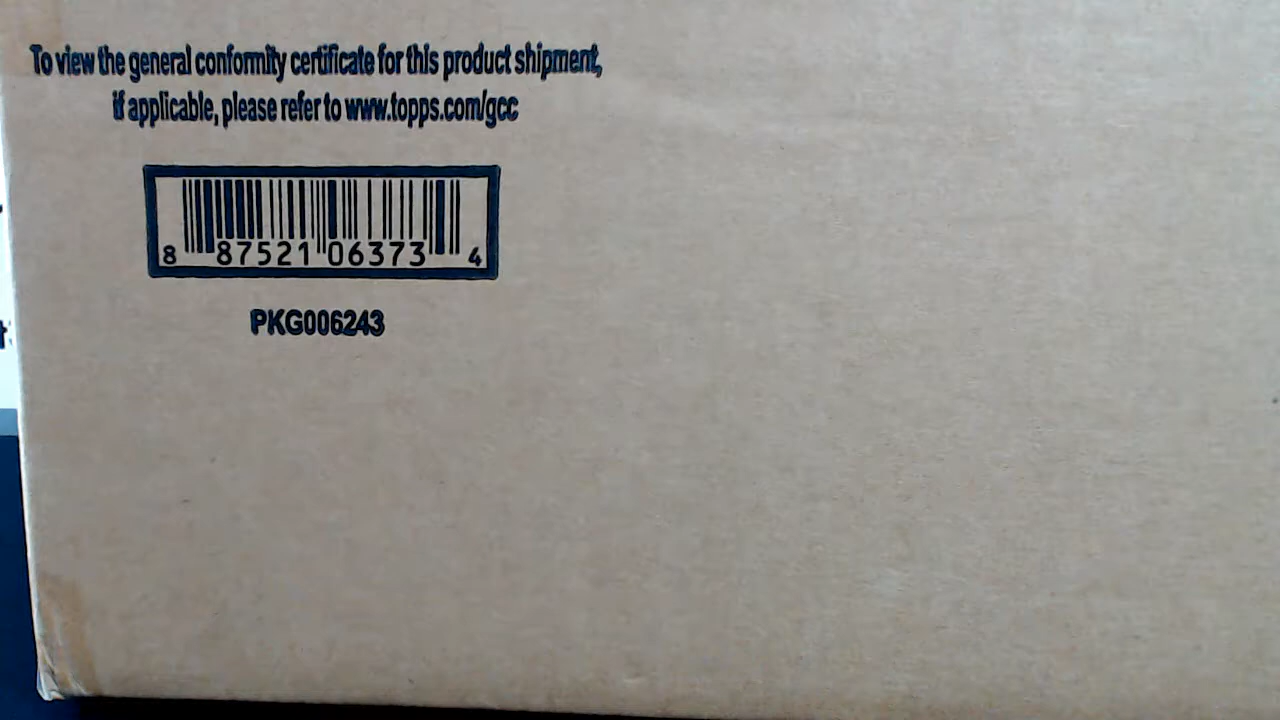 To view the general conformity certificate for this product shipment,
if applicable, please refer to www.topps.com/gcc
8 87521 06373 4
PKG006243